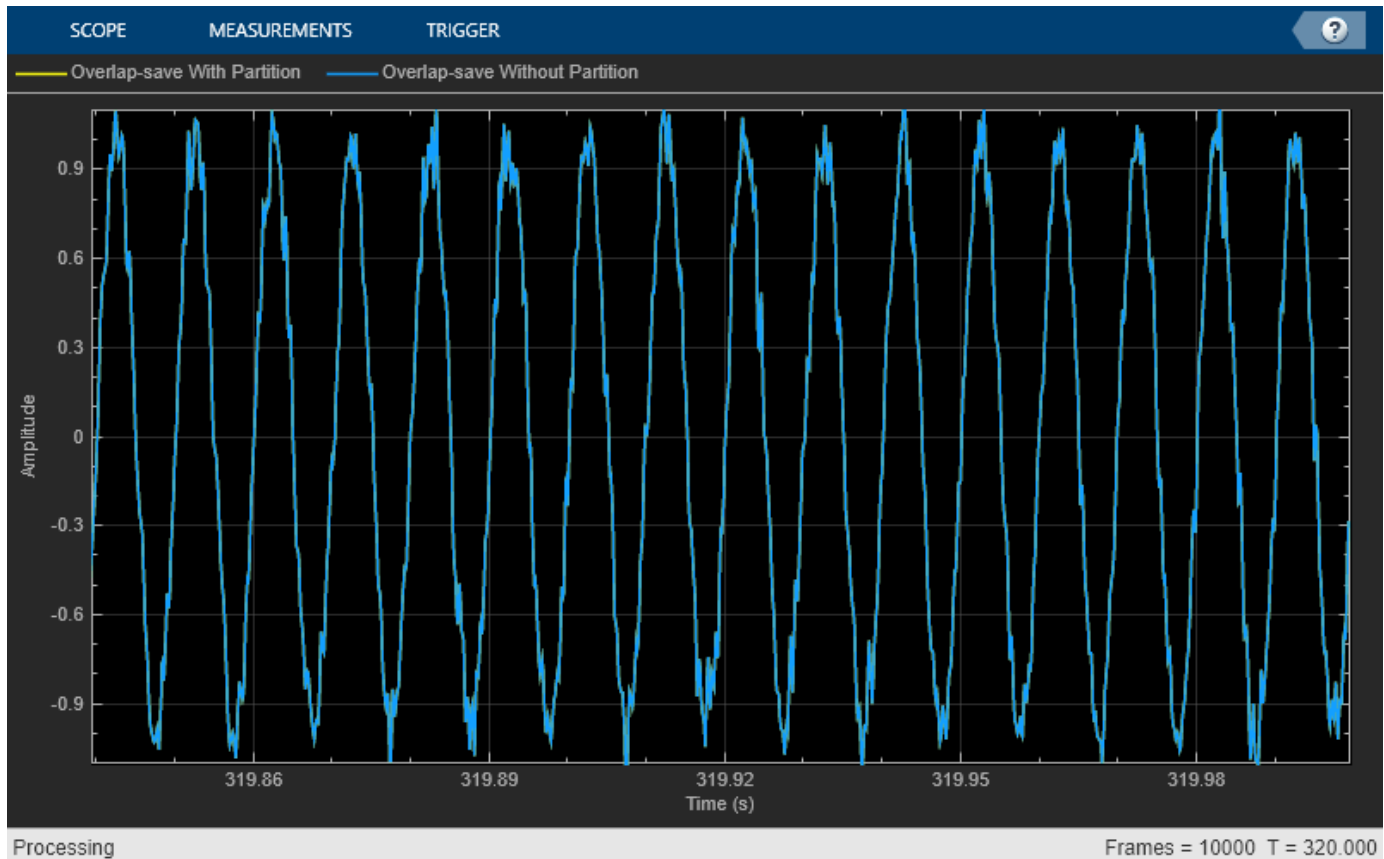 SCOPE MEASUREMENTS TRIGGER ?
Overlap-save With Partition Overlap-save Without Partition
0.9
0.6
0.3
0
-0.3
-0.6
-0.9
Amplitude
319.86 319.89 319.92 319.95 319.98
Time (s)
Processing Frames = 10000 T = 320.000